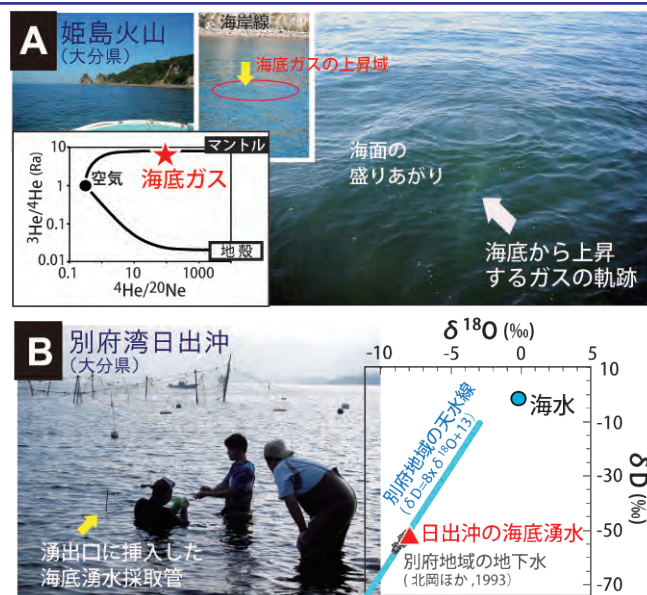 A 姫島火山
(大分県)
海岸線
海底ガスの上昇域
海面の
盛りあがり
海底から上昇
するガスの軌跡
³He/⁴He (Ra)
10
1
0.1
0.01
マントル
空気
海底ガス
地殻
0.1
10
1000
⁴He/²⁰Ne
B 別府湾日出沖
(大分県)
湧出口に挿入した
海底湧水採取管
δ¹⁸O (‰)
-10
-5
0
5
10
-10
-30
-50
-70
δD (‰)
海水
別府地域の天水線
(δD=8xδ¹⁸O+13)
日出沖の海底湧水
別府地域の地下水
(北岡ほか,1993)